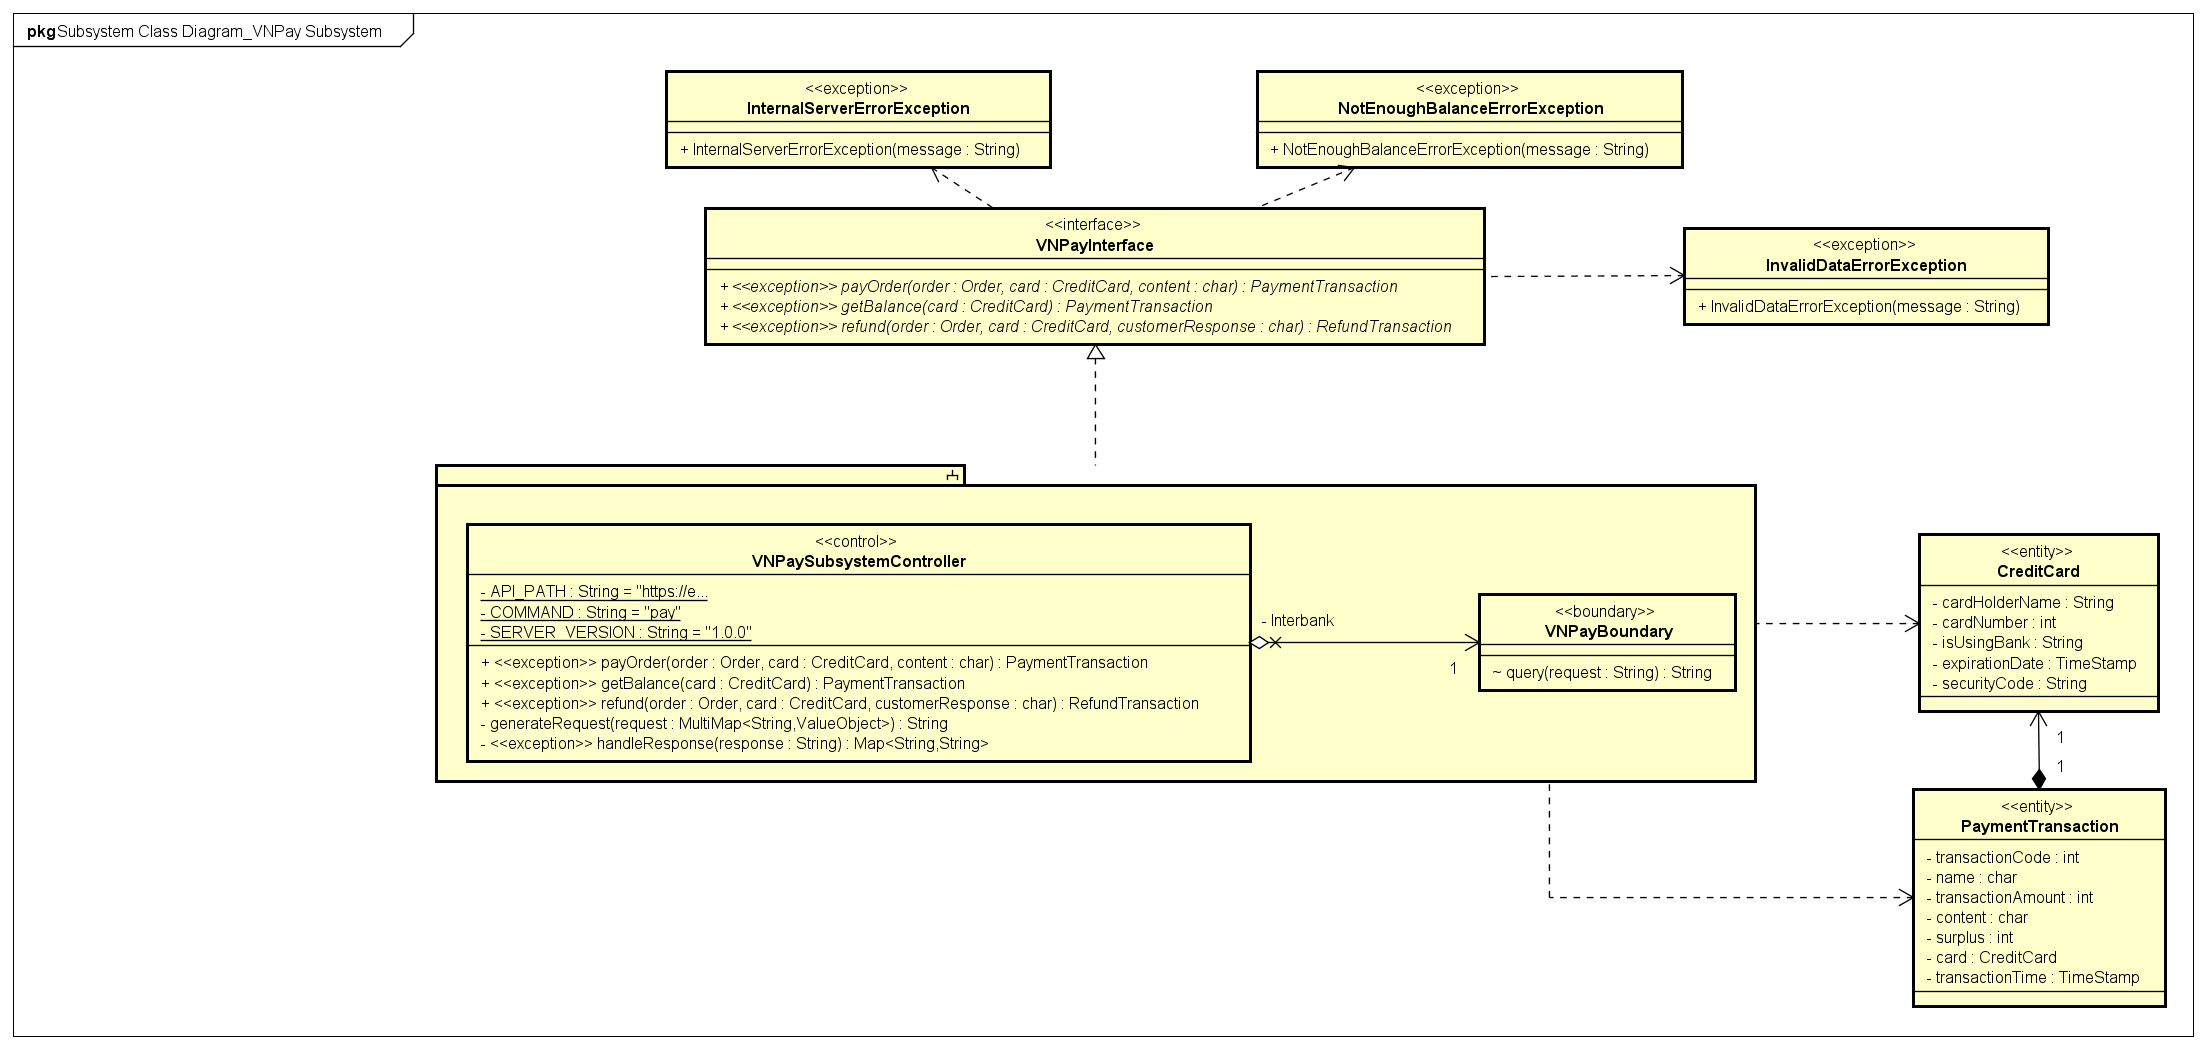 pkg Subsystem Class Diagram_VNPay Subsystem
<<exception>>
InternalServerErrorException
+ InternalServerErrorException(message : String)
<<exception>>
NotEnoughBalanceErrorException
+ NotEnoughBalanceErrorException(message : String)
<<interface>>
VNPayInterface
+ <<exception>> payOrder(order : Order, card : CreditCard, content : char) : PaymentTransaction
+ <<exception>> getBalance(card : CreditCard) : PaymentTransaction
+ <<exception>> refund(order : Order, card : CreditCard, customerResponse : char) : RefundTransaction
<<exception>>
InvalidDataErrorException
+ InvalidDataErrorException(message : String)
<<control>>
VNPaySubsystemController
- API_PATH : String = "https://e...
- COMMAND : String = "pay"
- SERVER_VERSION : String = "1.0.0"
+ <<exception>> payOrder(order : Order, card : CreditCard, content : char) : PaymentTransaction
+ <<exception>> getBalance(card : CreditCard) : PaymentTransaction
+ <<exception>> refund(order : Order, card : CreditCard, customerResponse : char) : RefundTransaction
- generateRequest(request : MultiMap<String,ValueObject>) : String
- <<exception>> handleResponse(response : String) : Map<String,String>
- Interbank
1
<<boundary>>
VNPayBoundary
~ query(request : String) : String
<<entity>>
CreditCard
- cardHolderName : String
- cardNumber : int
- isUsingBank : String
- expirationDate : TimeStamp
- securityCode : String
1
1
<<entity>>
PaymentTransaction
- transactionCode : int
- name : char
- transactionAmount : int
- content : char
- surplus : int
- card : CreditCard
- transactionTime : TimeStamp